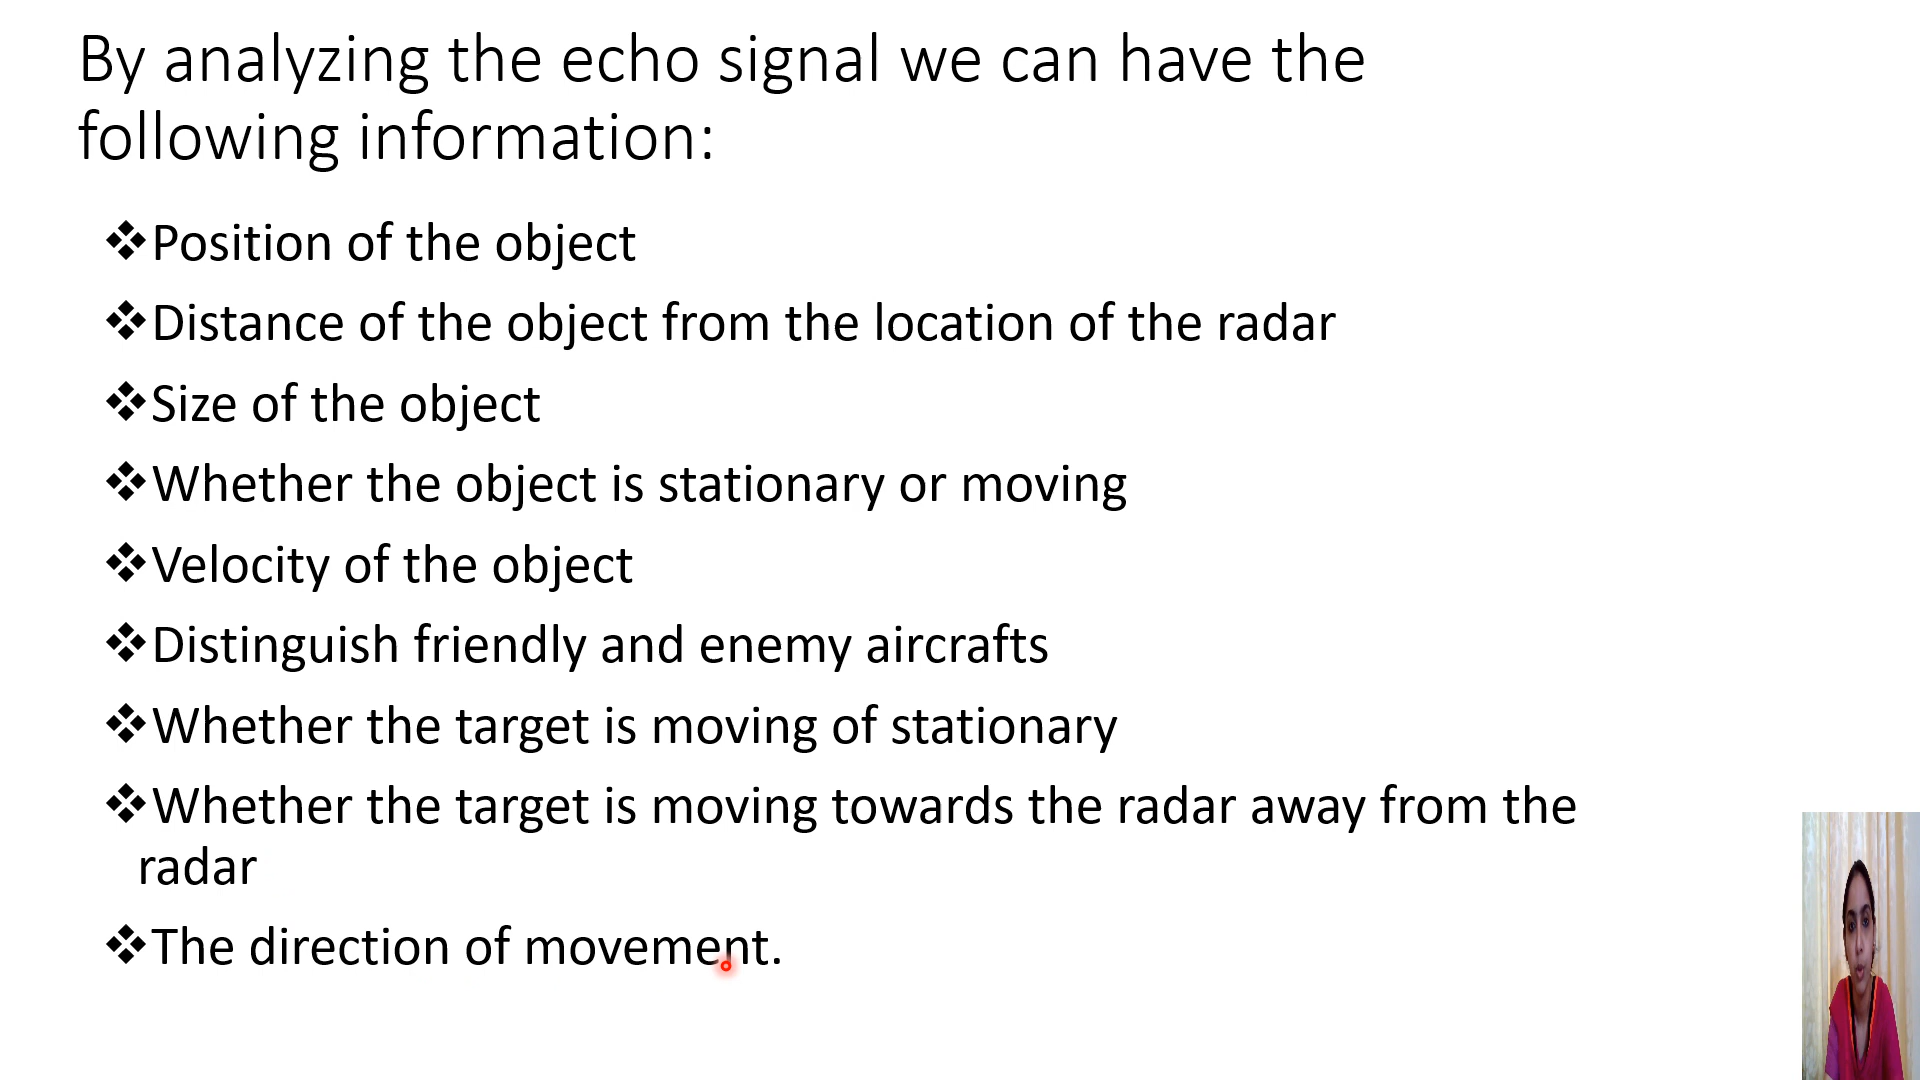 By analyzing the echo signal we can have the
following information:
❖Position of the object
❖Distance of the object from the location of the radar
❖Size of the object
❖Whether the object is stationary or moving
❖Velocity of the object
❖Distinguish friendly and enemy aircrafts
❖Whether the target is moving of stationary
❖Whether the target is moving towards the radar away from the
radar
❖The direction of movement.